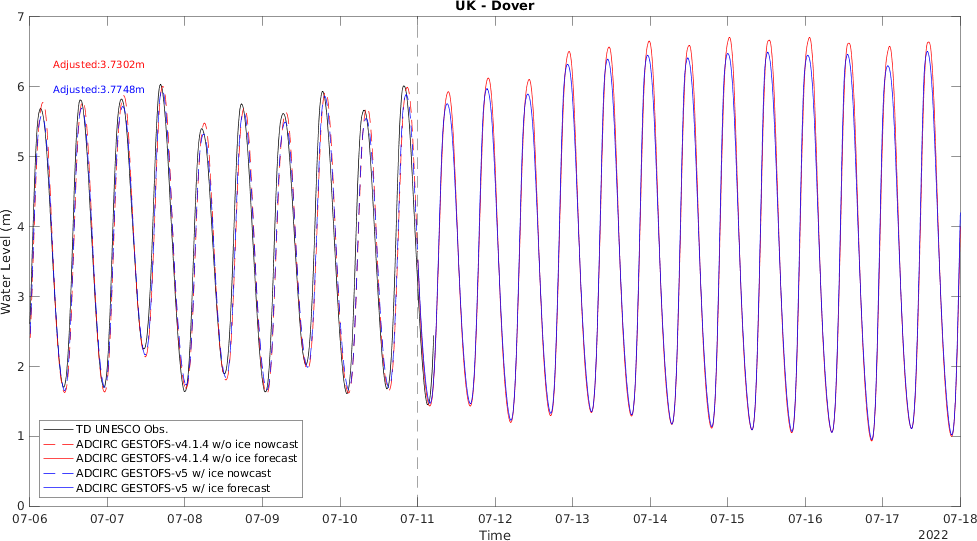 UK - Dover
7
6
5
4
3
2
1
0
Water Level (m)
Adjusted:3.7302m
Adjusted:3.7748m
TD UNESCO Obs.
ADCIRC GESTOFS-v4.1.4 w/o ice nowcast
ADCIRC GESTOFS-v4.1.4 w/o ice forecast
ADCIRC GESTOFS-v5 w/ ice nowcast
ADCIRC GESTOFS-v5 w/ ice forecast
07-06 07-07 07-08 07-09 07-10 07-11 07-12 07-13 07-14 07-15 07-16 07-17 07-18
Time
2022